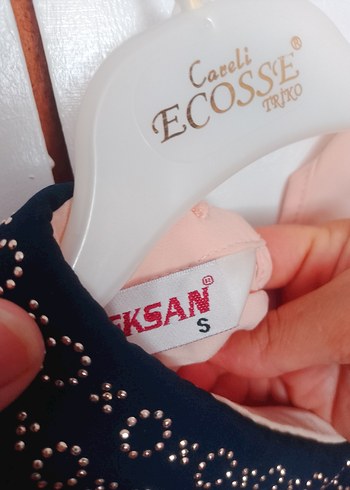 Caveli
ECOSSE®
TRİKO
EKSAN®
S